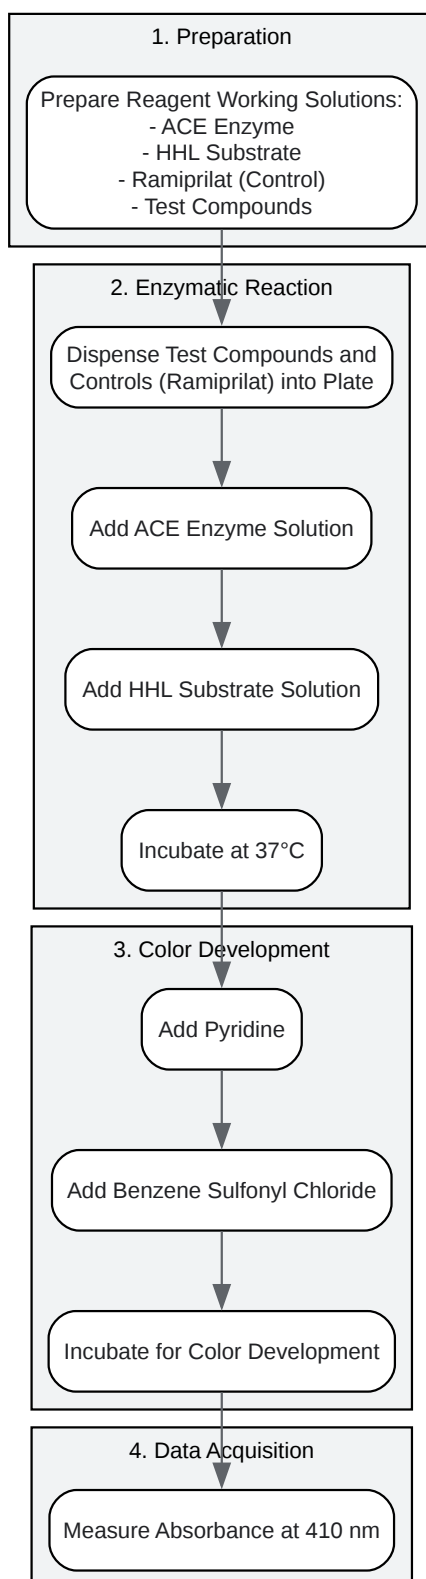 1. Preparation
Prepare Reagent Working Solutions:
- ACE Enzyme
- HHL Substrate
- Ramiprilat (Control)
- Test Compounds
2. Enzymatic Reaction
Dispense Test Compounds and
Controls (Ramiprilat) into Plate
Add ACE Enzyme Solution
Add HHL Substrate Solution
Incubate at 37°C
3. Color Development
Add Pyridine
Add Benzene Sulfonyl Chloride
Incubate for Color Development
4. Data Acquisition
Measure Absorbance at 410 nm